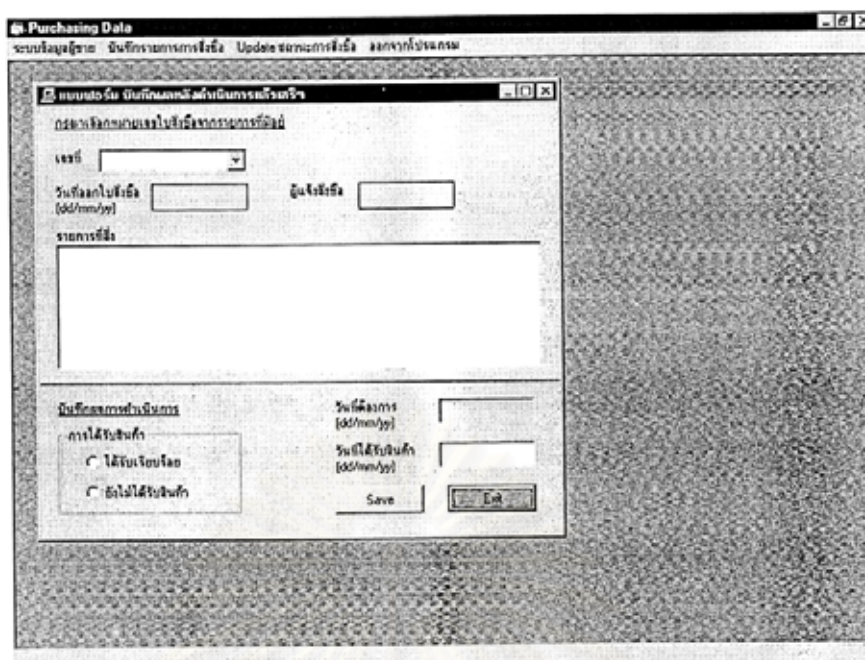 Purchasing Data
ระบบข้อมูลผู้ขาย บันทึกรายการการสั่งซื้อ Update สถานะการสั่งซื้อ ออกจากโปรแกรม
แบบฟอร์ม บันทึกผลหลังดำเนินการแล้วเสร็จ
กรุณาเลือกหมายเลขใบสั่งซื้อจากรายการที่มีอยู่
เลขที่
วันที่ออกใบสั่งซื้อ ผู้แจ้งสั่งซื้อ
[dd/mm/yy]
รายการที่สั่ง
บันทึกผลการดำเนินการ วันที่ต้องการ
[dd/mm/yy]
การได้รับสินค้า
วันที่ได้รับสินค้า
[dd/mm/yy]
ได้รับเรียบร้อย
ยังไม่ได้รับสินค้า
Save Exit